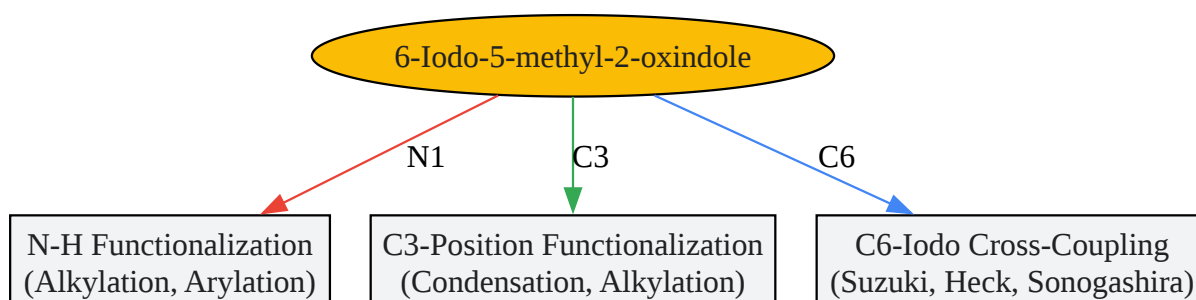 6-Iodo-5-methyl-2-oxindole
N1
C3
C6
N-H Functionalization
(Alkylation, Arylation)
C3-Position Functionalization
(Condensation, Alkylation)
C6-Iodo Cross-Coupling
(Suzuki, Heck, Sonogashira)